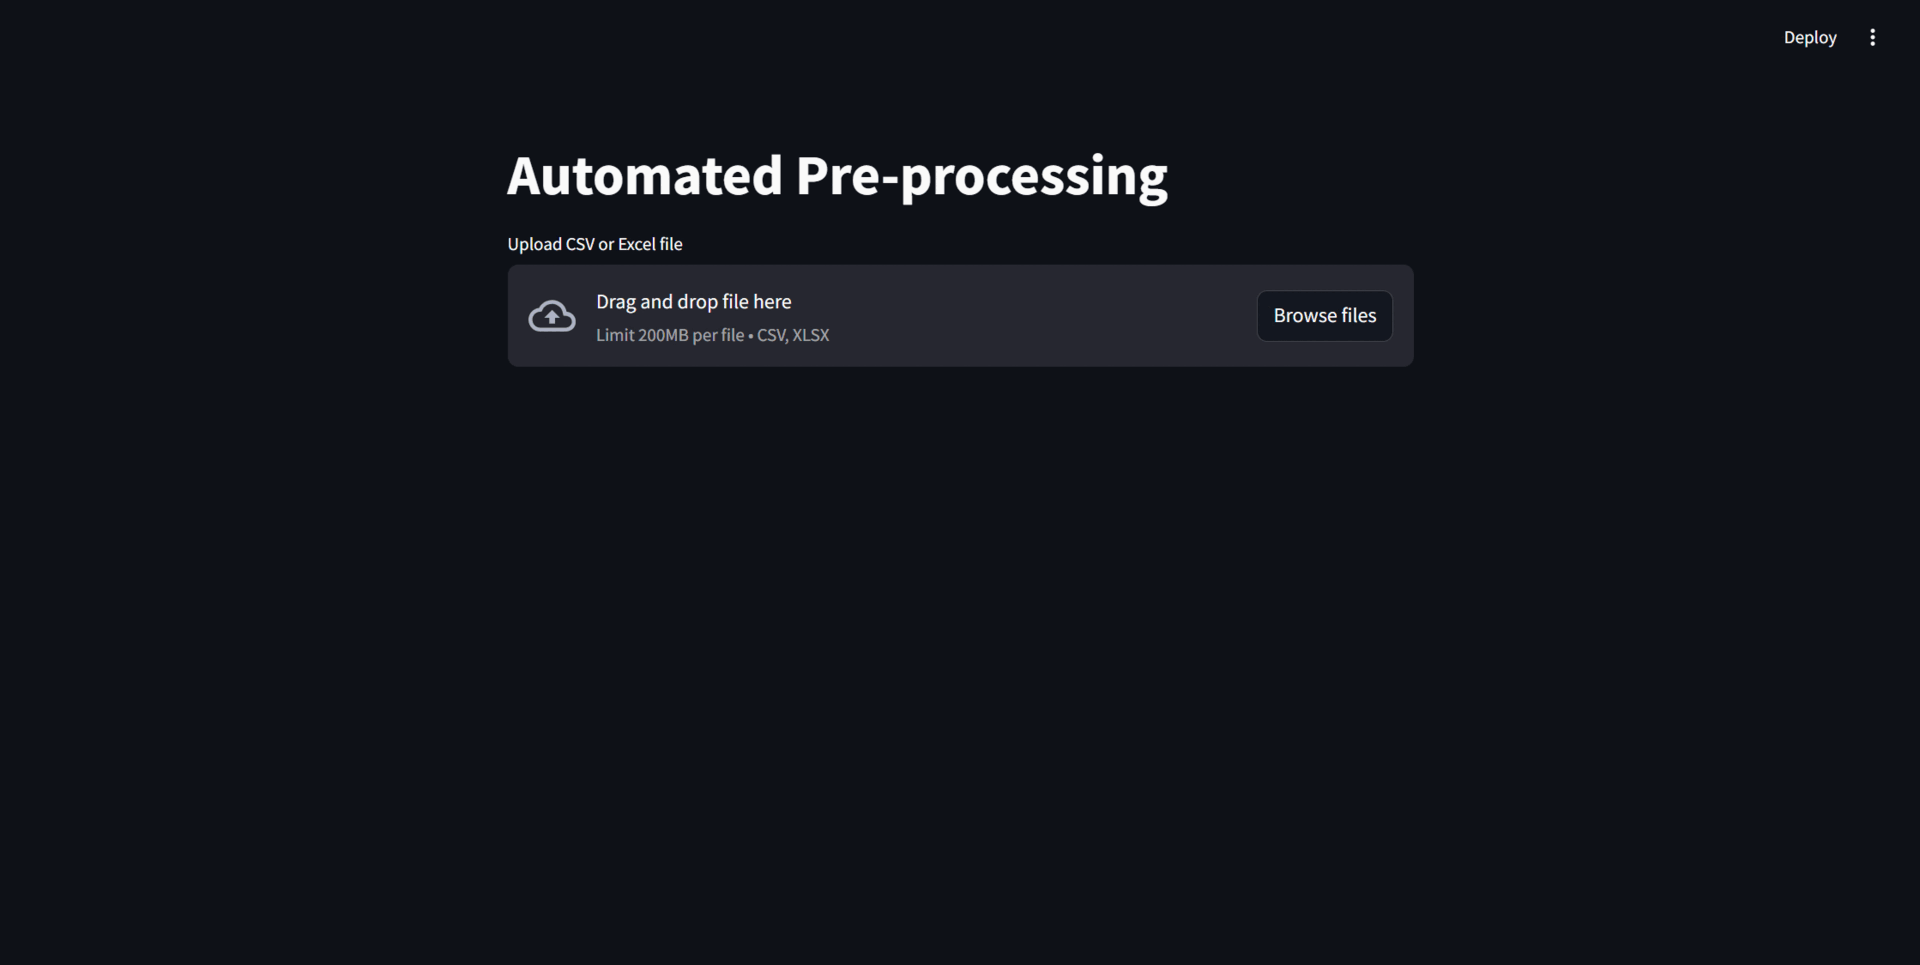 Deploy
Automated Pre-processing
Upload CSV or Excel file
Drag and drop file here
Limit 200MB per file • CSV, XLSX
Browse files